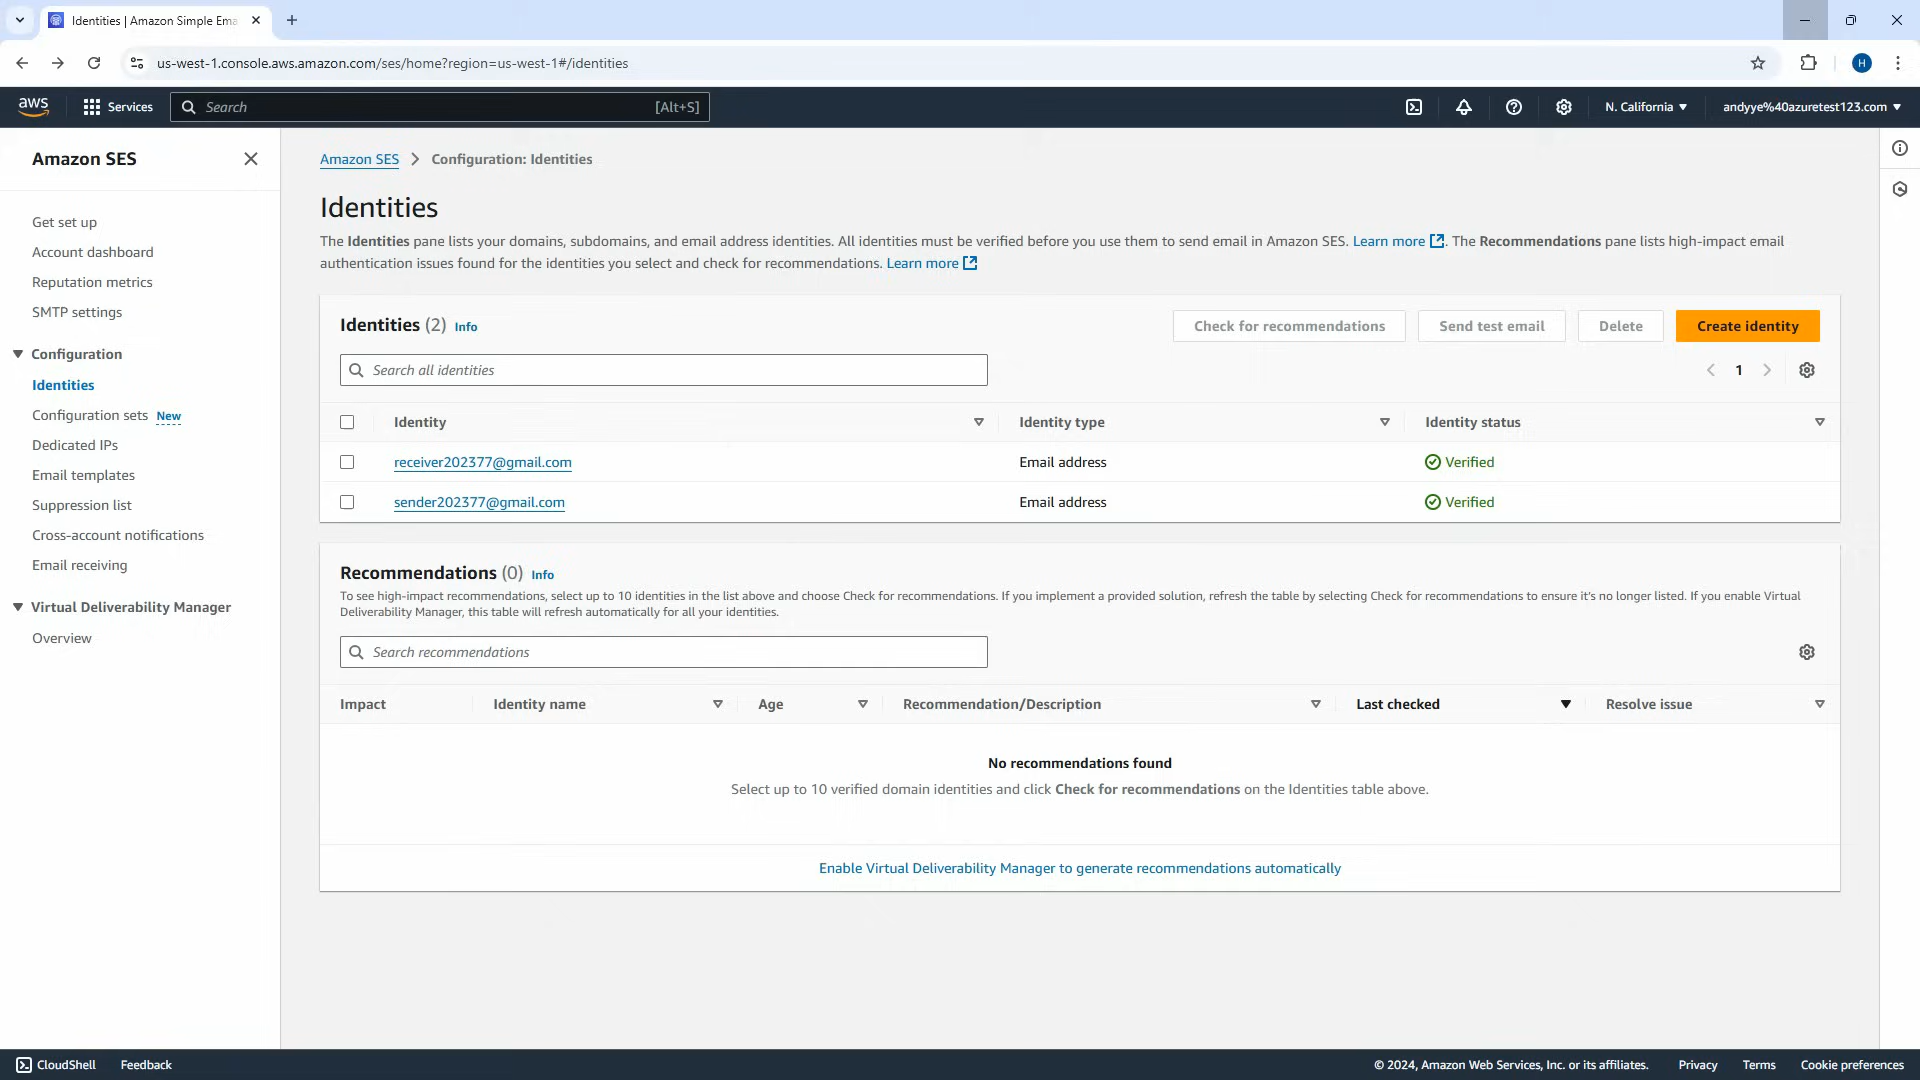 Identities | Amazon Simple Ema
us-west-1.console.aws.amazon.com/ses/home?region=us-west-1#/identities
H
aws
Services
Search
[Alt+S]
N. California
andyye%40azuretest123.com
Amazon SES
Get set up
Account dashboard
Reputation metrics
SMTP settings
Configuration
Identities
Configuration sets New
Dedicated IPs
Email templates
Suppression list
Cross-account notifications
Email receiving
Virtual Deliverability Manager
Overview
Amazon SES
Configuration: Identities
Identities
The Identities pane lists your domains, subdomains, and email address identities. All identities must be verified before you use them to send email in Amazon SES. Learn more. The Recommendations pane lists high-impact email
authentication issues found for the identities you select and check for recommendations. Learn more
Identities (2) Info
Check for recommendations
Send test email
Delete
Create identity
Search all identities
1
Identity
Identity type
Identity status
receiver202377@gmail.com
Email address
Verified
sender202377@gmail.com
Email address
Verified
Recommendations (0) Info
To see high-impact recommendations, select up to 10 identities in the list above and choose Check for recommendations. If you implement a provided solution, refresh the table by selecting Check for recommendations to ensure it's no longer listed. If you enable Virtual
Deliverability Manager, this table will refresh automatically for all your identities.
Search recommendations
Impact
Identity name
Age
Recommendation/Description
Last checked
Resolve issue
No recommendations found
Select up to 10 verified domain identities and click Check for recommendations on the Identities table above.
Enable Virtual Deliverability Manager to generate recommendations automatically
CloudShell
Feedback
© 2024, Amazon Web Services, Inc. or its affiliates.
Privacy
Terms
Cookie preferences